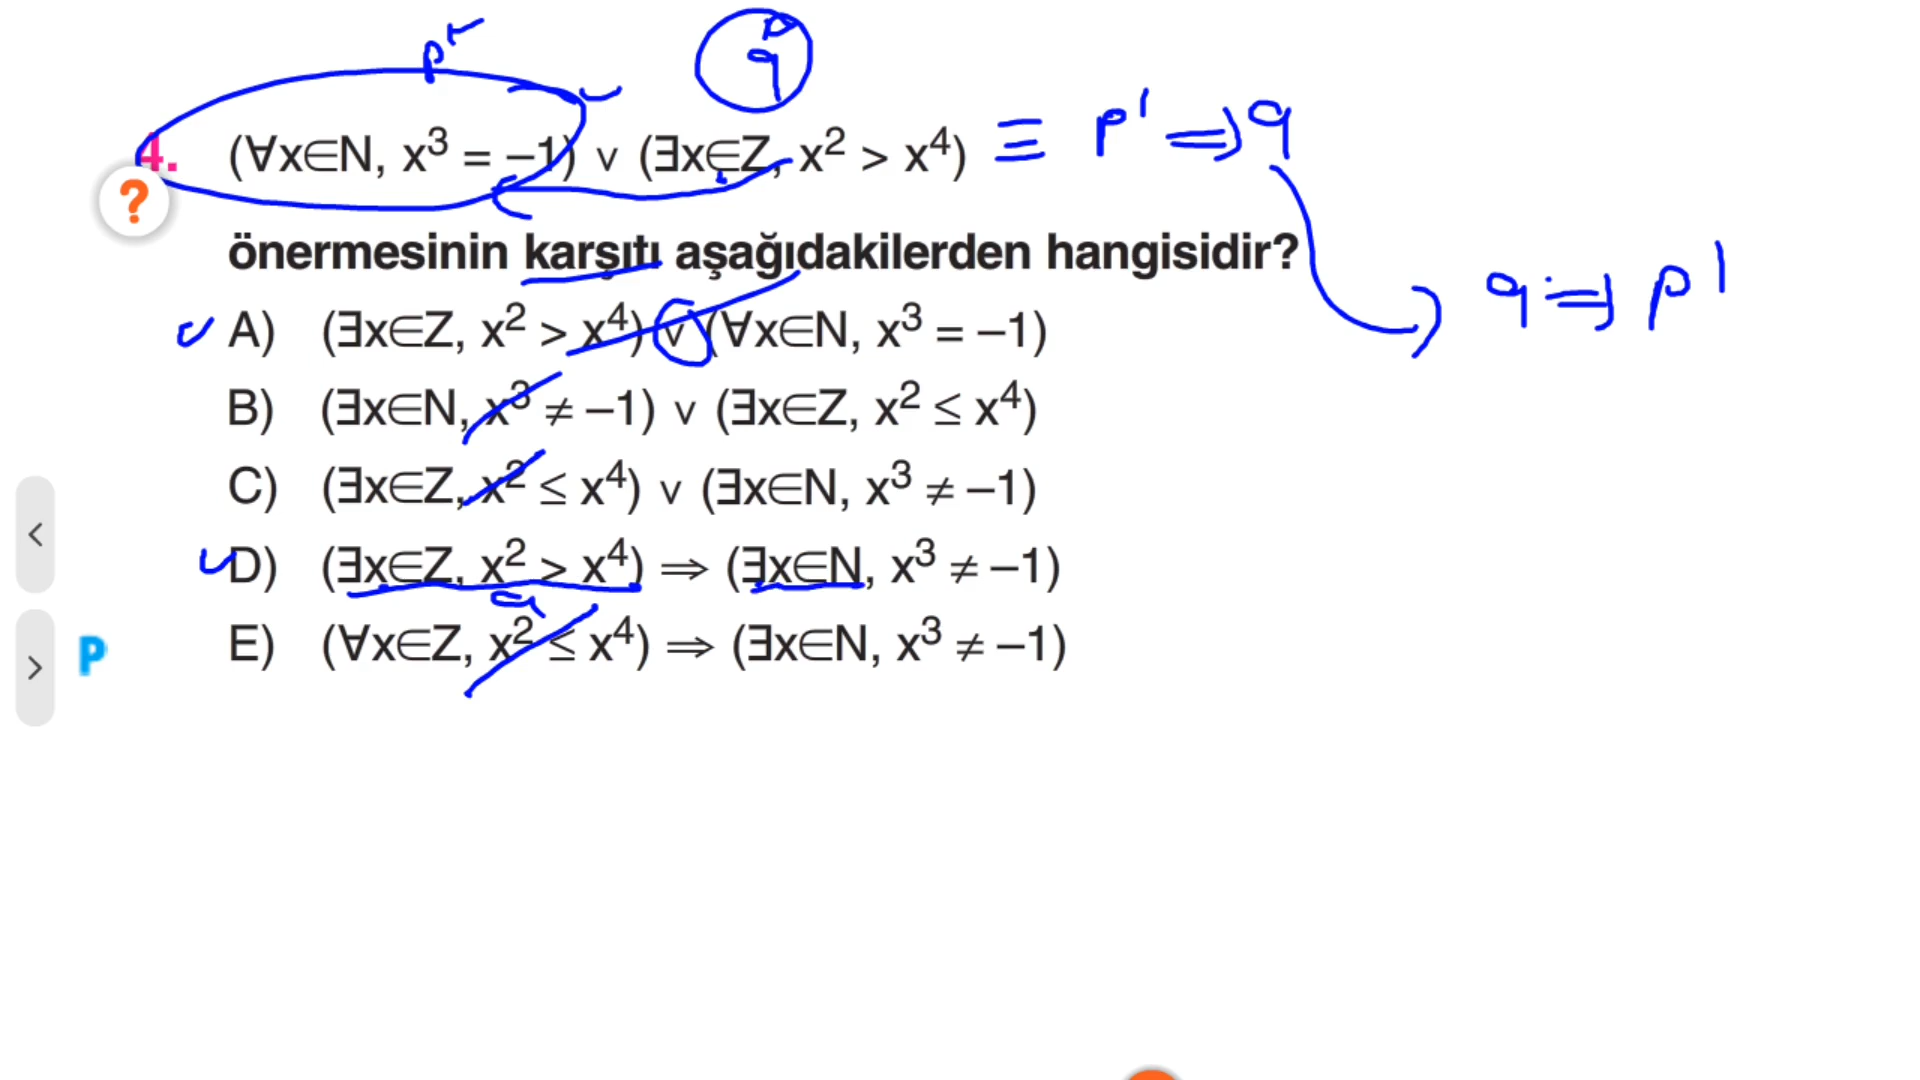 p q
p
4. (∀x∈N, x³ = –1) ∨ (∃x∈Z, x² > x⁴) ≡ p' ⇒ q
?
önermesinin karşıtı aşağıdakilerden hangisidir?
q ⇒ p'
A) (∃x∈Z, x² > x⁴) ∨ (∀x∈N, x³ = –1)
B) (∃x∈N, x³ ≠ –1) ∨ (∃x∈Z, x² ≤ x⁴)
C) (∃x∈Z, x² ≤ x⁴) ∨ (∃x∈N, x³ ≠ –1)
D) (∃x∈Z, x² > x⁴) ⇒ (∃x∈N, x³ ≠ –1)
q
E) (∀x∈Z, x² ≤ x⁴) ⇒ (∃x∈N, x³ ≠ –1)
P